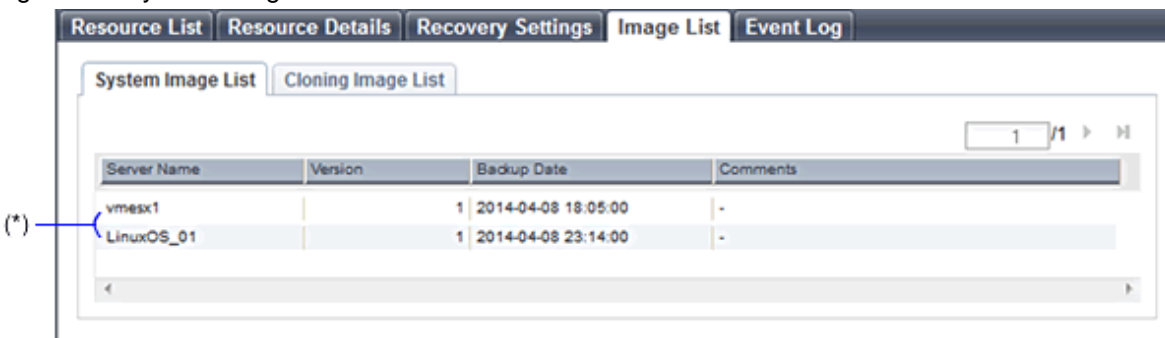 Resource List Resource Details Recovery Settings Image List Event Log
System Image List Cloning Image List
1 /1
Server Name Version Backup Date Comments
vmesx1 1 2014-04-08 18:05:00 -
(*)
LinuxOS_01 1 2014-04-08 23:14:00 -